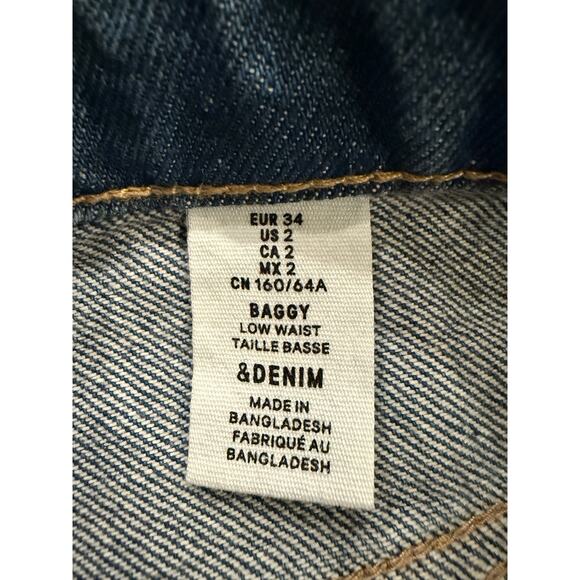 EUR 34
US 2
CA 2
MX 2
CN 160/64A
BAGGY
LOW WAIST
TAILLE BASSE
&DENIM
MADE IN
BANGLADESH
FABRIQUÉ AU
BANGLADESH